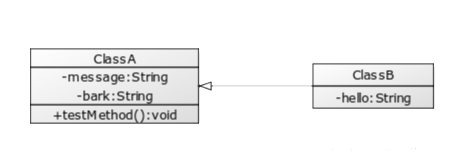 ClassA
-message:String
-bark:String
+testMethod():void
ClassB
-hello:String